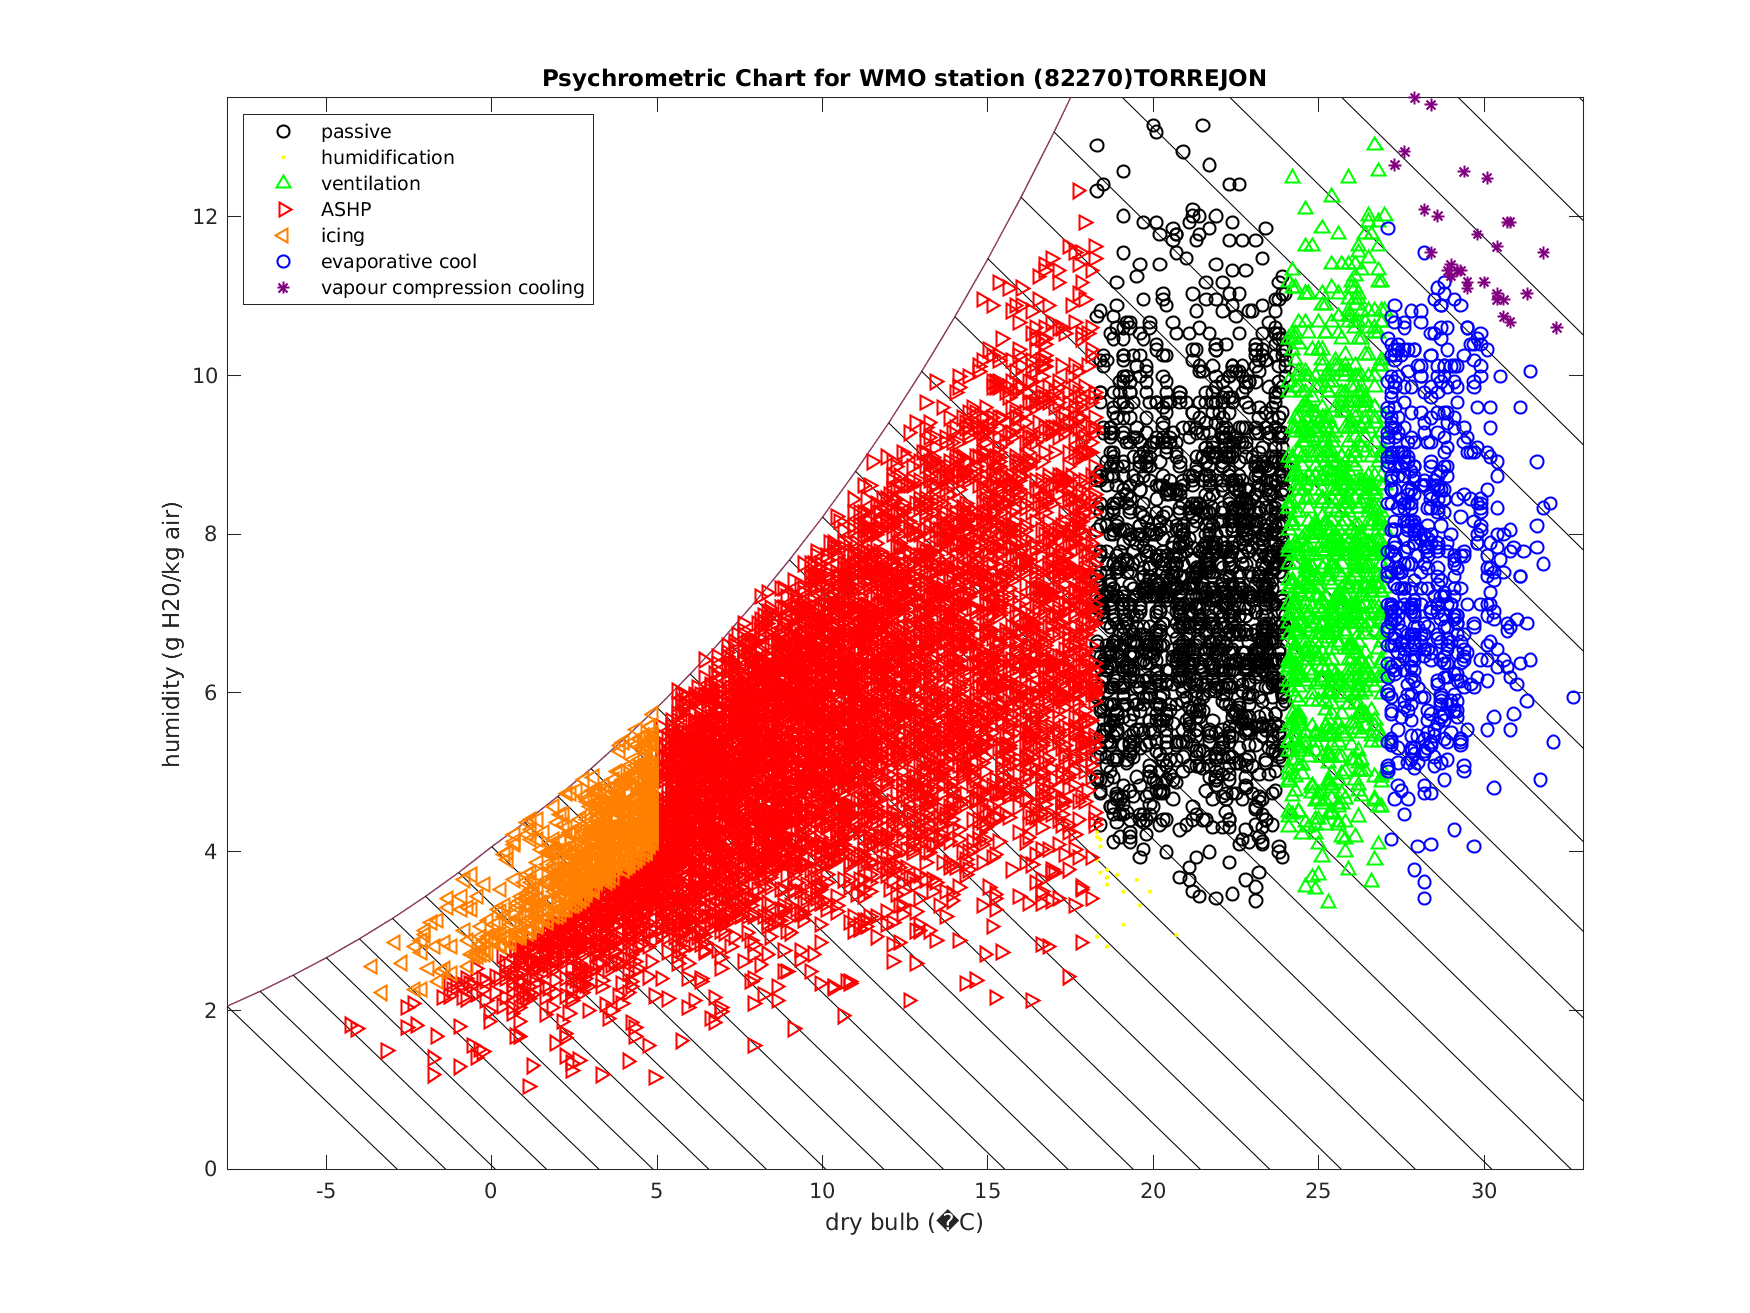 Psychrometric Chart for WMO station (82270)TORREJON
passive
humidification
ventilation
ASHP
icing
evaporative cool
vapour compression cooling
12
10
8
6
4
2
0
humidity (g H20/kg air)
-5
0
5
10
15
20
25
30
dry bulb (�C)